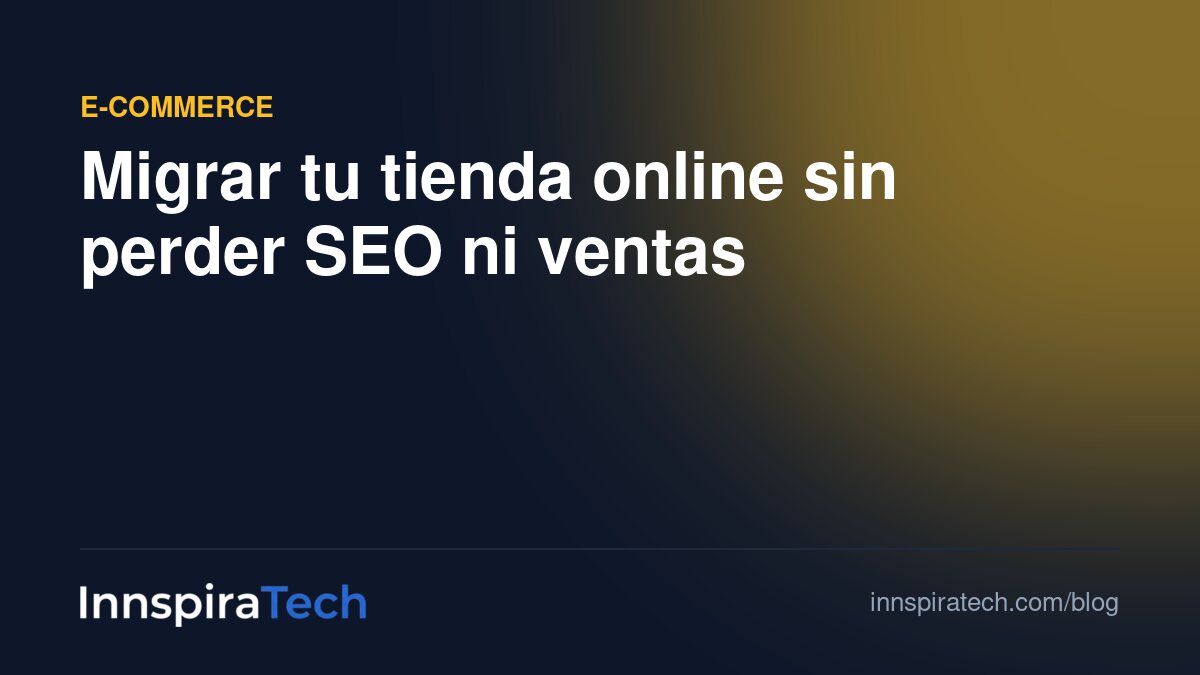 E-COMMERCE
Migrar tu tienda online sin
perder SEO ni ventas
InnspiraTech
innspiratech.com/blog